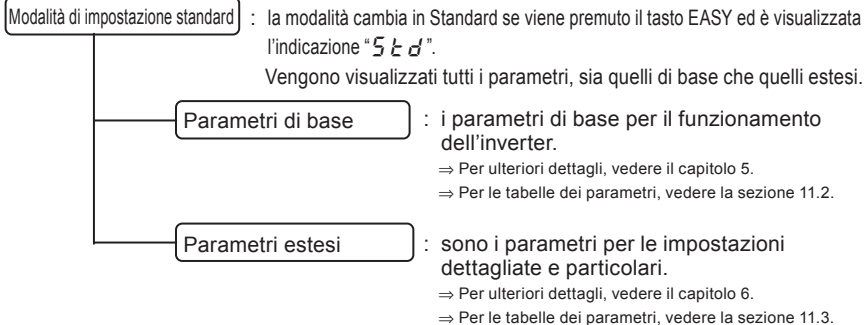 Modalità di impostazione standard : la modalità cambia in Standard se viene premuto il tasto EASY ed è visualizzata
l'indicazione “Std”.
Vengono visualizzati tutti i parametri, sia quelli di base che quelli estesi.
Parametri di base : i parametri di base per il funzionamento
dell'inverter.
⇒ Per ulteriori dettagli, vedere il capitolo 5.
⇒ Per le tabelle dei parametri, vedere la sezione 11.2.
Parametri estesi : sono i parametri per le impostazioni
dettagliate e particolari.
⇒ Per ulteriori dettagli, vedere il capitolo 6.
⇒ Per le tabelle dei parametri, vedere la sezione 11.3.